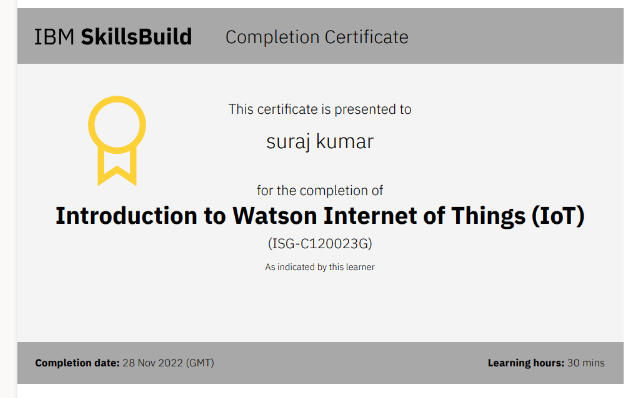 IBM SkillsBuild Completion Certificate
This certificate is presented to
suraj kumar
for the completion of
Introduction to Watson Internet of Things (IoT)
(ISG-C120023G)
As indicated by this learner
Completion date: 28 Nov 2022 (GMT) Learning hours: 30 mins